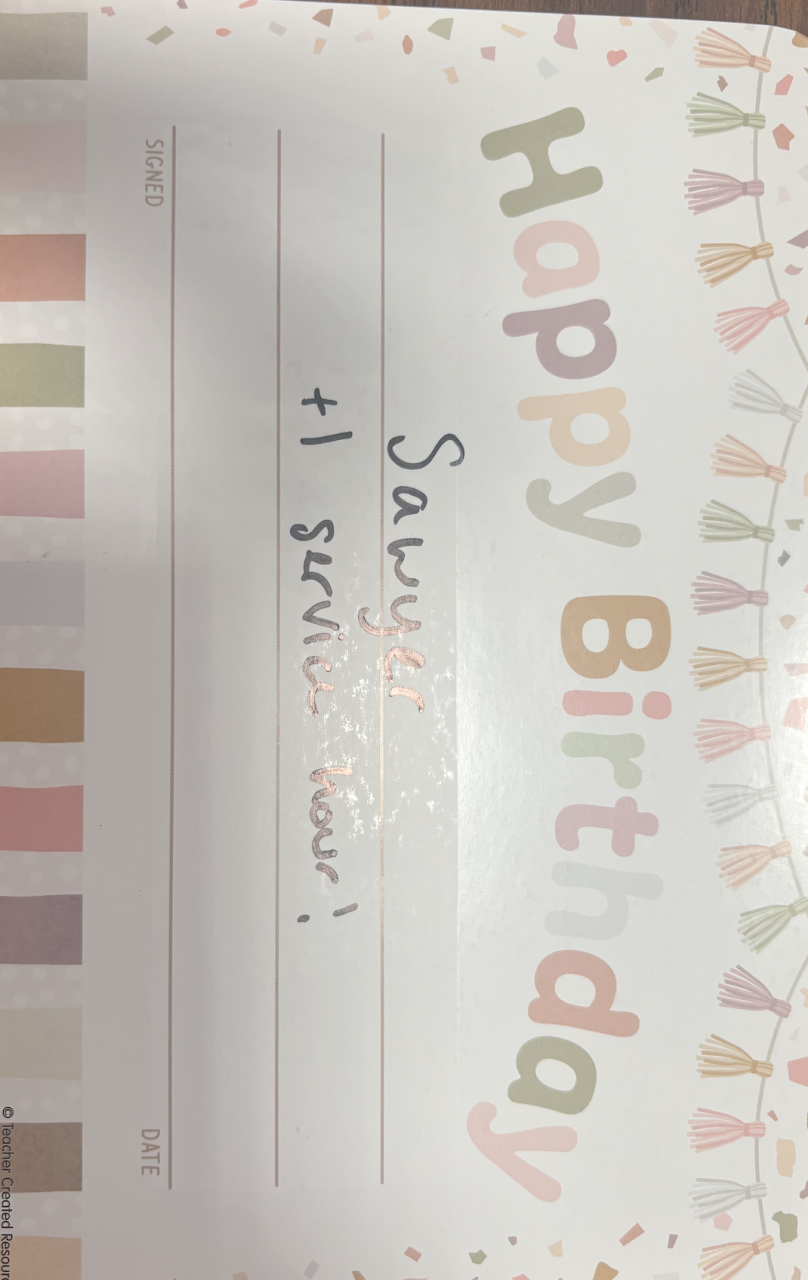 Happy Birthday
Sawyer
+1 service hour!
SIGNED DATE
© Teacher Created Resour